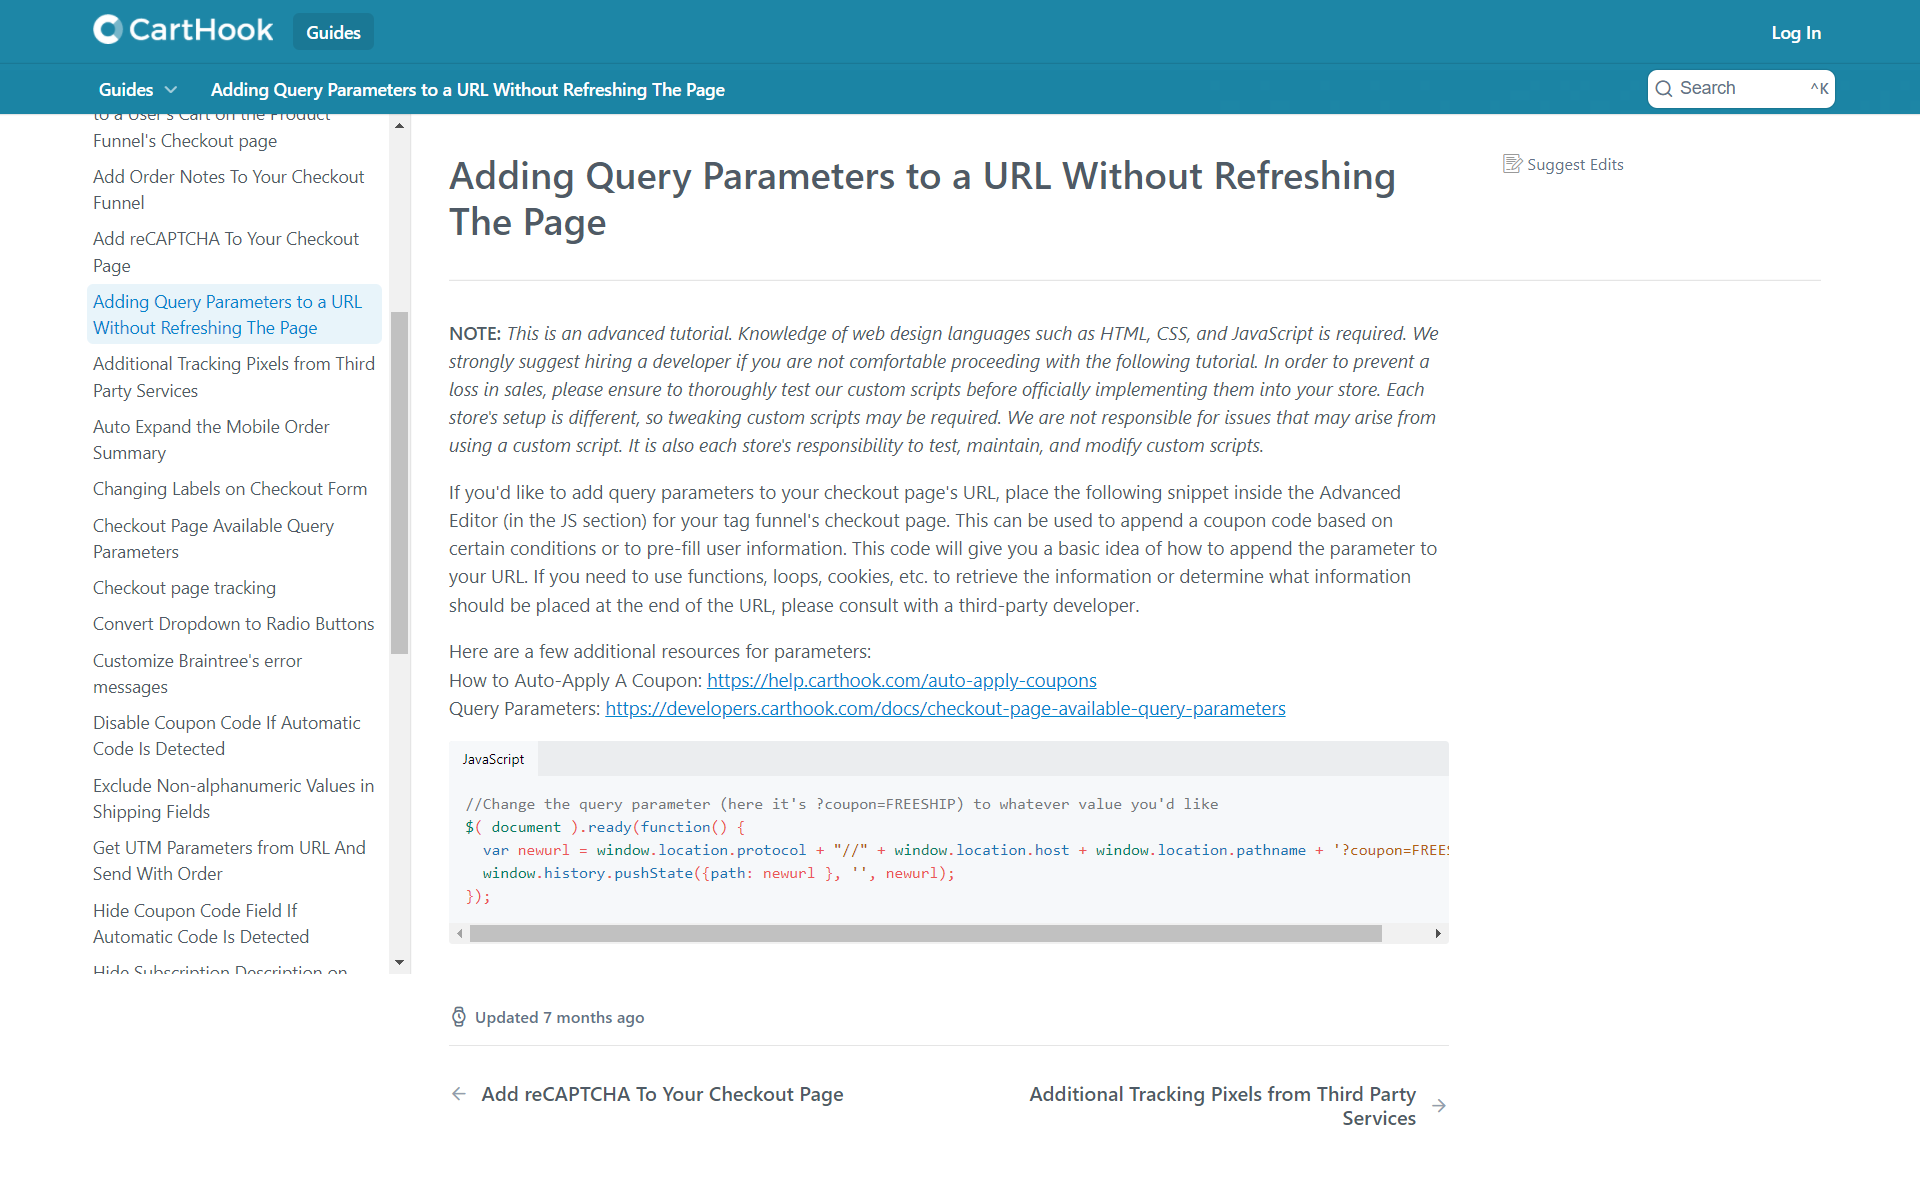 CartHook
Guides
Log In
Guides
Adding Query Parameters to a URL Without Refreshing The Page
Search
^K
to a User's Cart on the Product
Funnel's Checkout page
Add Order Notes To Your Checkout
Funnel
Add reCAPTCHA To Your Checkout
Page
Adding Query Parameters to a URL
Without Refreshing The Page
Additional Tracking Pixels from Third
Party Services
Auto Expand the Mobile Order
Summary
Changing Labels on Checkout Form
Checkout Page Available Query
Parameters
Checkout page tracking
Convert Dropdown to Radio Buttons
Customize Braintree's error
messages
Disable Coupon Code If Automatic
Code Is Detected
Exclude Non-alphanumeric Values in
Shipping Fields
Get UTM Parameters from URL And
Send With Order
Hide Coupon Code Field If
Automatic Code Is Detected
Hide Subscription Description on
Adding Query Parameters to a URL Without Refreshing
The Page
Suggest Edits
NOTE: This is an advanced tutorial. Knowledge of web design languages such as HTML, CSS, and JavaScript is required. We
strongly suggest hiring a developer if you are not comfortable proceeding with the following tutorial. In order to prevent a
loss in sales, please ensure to thoroughly test our custom scripts before officially implementing them into your store. Each
store's setup is different, so tweaking custom scripts may be required. We are not responsible for issues that may arise from
using a custom script. It is also each store's responsibility to test, maintain, and modify custom scripts.
If you'd like to add query parameters to your checkout page's URL, place the following snippet inside the Advanced
Editor (in the JS section) for your tag funnel's checkout page. This can be used to append a coupon code based on
certain conditions or to pre-fill user information. This code will give you a basic idea of how to append the parameter to
your URL. If you need to use functions, loops, cookies, etc. to retrieve the information or determine what information
should be placed at the end of the URL, please consult with a third-party developer.
Here are a few additional resources for parameters:
How to Auto-Apply A Coupon: https://help.carthook.com/auto-apply-coupons
Query Parameters: https://developers.carthook.com/docs/checkout-page-available-query-parameters
JavaScript
//Change the query parameter (here it's ?coupon=FREESHIP) to whatever value you'd like
$( document ).ready(function() {
var newurl = window.location.protocol + "//" + window.location.host + window.location.pathname + '?coupon=FREES
window.history.pushState({path: newurl }, '', newurl);
});
Updated 7 months ago
Add reCAPTCHA To Your Checkout Page
Additional Tracking Pixels from Third Party
Services